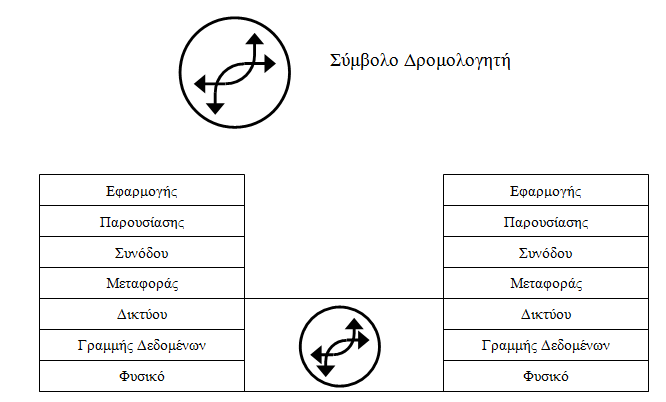 Σύμβολο Δρομολογητή
Εφαρμογής
Παρουσίασης
Συνόδου
Μεταφοράς
Δικτύου
Γραμμής Δεδομένων
Φυσικό
Εφαρμογής
Παρουσίασης
Συνόδου
Μεταφοράς
Δικτύου
Γραμμής Δεδομένων
Φυσικό